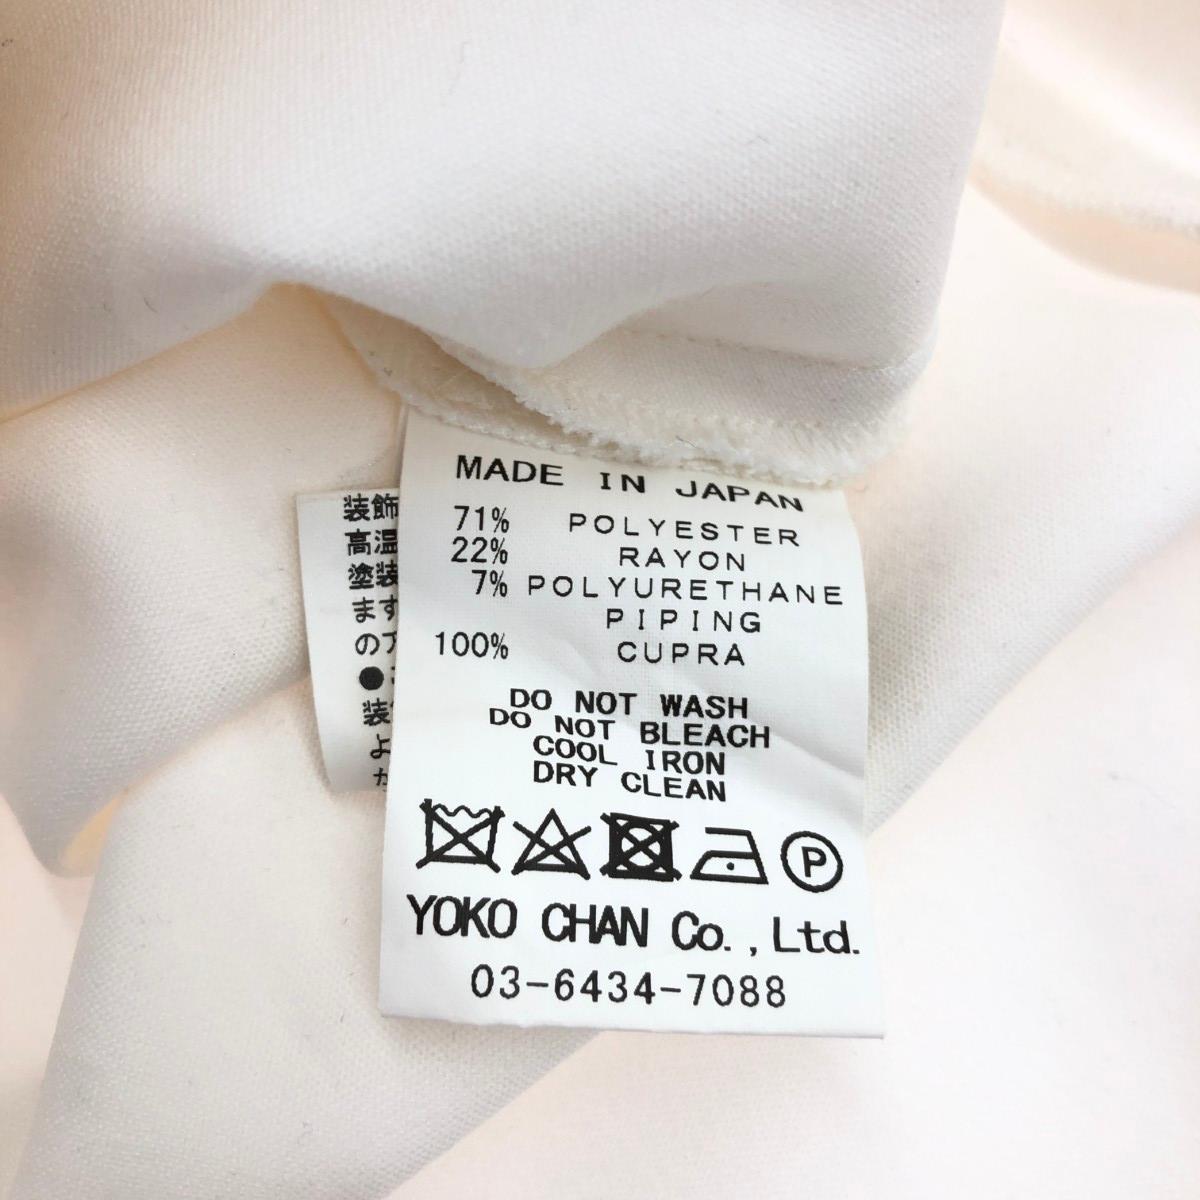 MADE IN JAPAN
71% POLYESTER
22% RAYON
7% POLYURETHANE
PIPING
100% CUPRA
DO NOT WASH
DO NOT BLEACH
COOL IRON
DRY CLEAN
P
YOKO CHAN Co., Ltd.
03-6434-7088
装飾
高温
塗装
ます
のア
●
装
よ